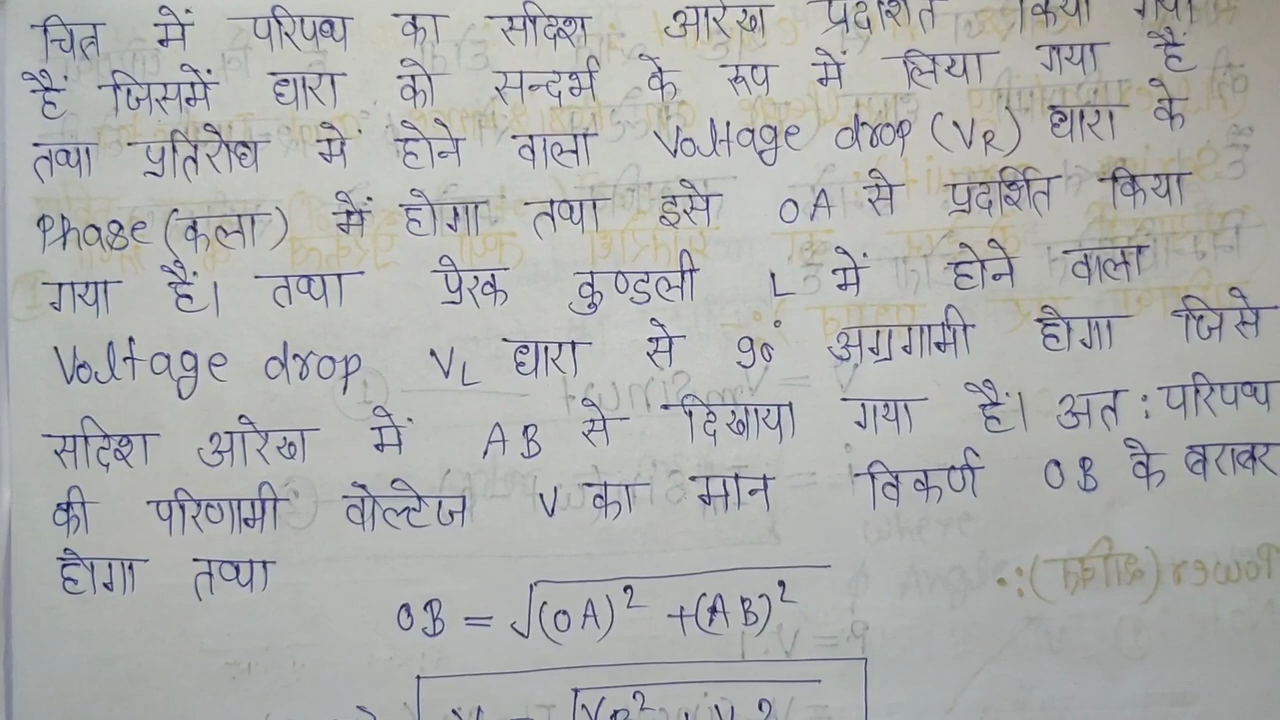 चित्र में परिपथ का सदिश आरेख प्रदर्शित किया गया
हैं जिसमें धारा को सन्दर्भ के रूप में लिया गया हैं
तथा प्रतिरोध में होने वाला Voltage drop (VR) धारा के
Phase (कला) में होगा तथा इसे OA से प्रदर्शित किया
गया हैं। तथा प्रेरक कुण्डली L में होने वाला
Voltage drop VL धारा से 90° अग्रगामी होगा जिसे
सदिश आरेख में AB से दिखाया गया हैं। अत: परिपथ
की परिणामी वोल्टेज V का मान विकर्ण OB के बराबर
होगा तथा
OB = √(OA)² + (AB)²